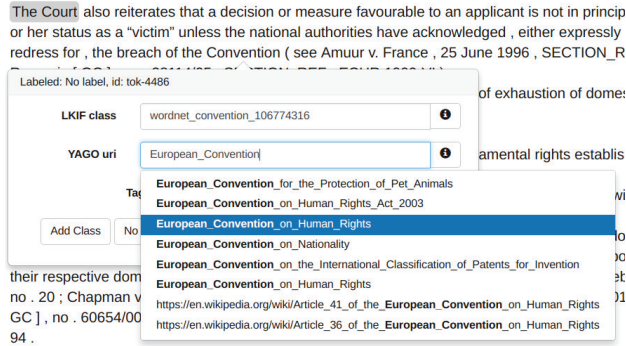 The Court also reiterates that a decision or measure favourable to an applicant is not in princip
or her status as a “victim” unless the national authorities have acknowledged , either expressly
redress for , the breach of the Convention ( see Amuur v. France , 25 June 1996 , SECTION_R
Labeled: No label, id: tok-4486
of exhaustion of domes
LKIF class wordnet_convention_106774316
YAGO uri European_Convention
amental rights establis
European_Convention_for_the_Protection_of_Pet_Animals
Tag
European_Convention_on_Human_Rights_Act_2003
European_Convention_on_Human_Rights
Add Class No
European_Convention_on_Nationality
European_Convention_on_the_International_Classification_of_Patents_for_Invention
their respective dom
European_Convention_on_Human_Rights
no . 20 ; Chapman v
https://en.wikipedia.org/wiki/Article_41_of_the_European_Convention_on_Human_Rights
GC ] , no . 60654/00
https://en.wikipedia.org/wiki/Article_36_of_the_European_Convention_on_Human_Rights
94 .